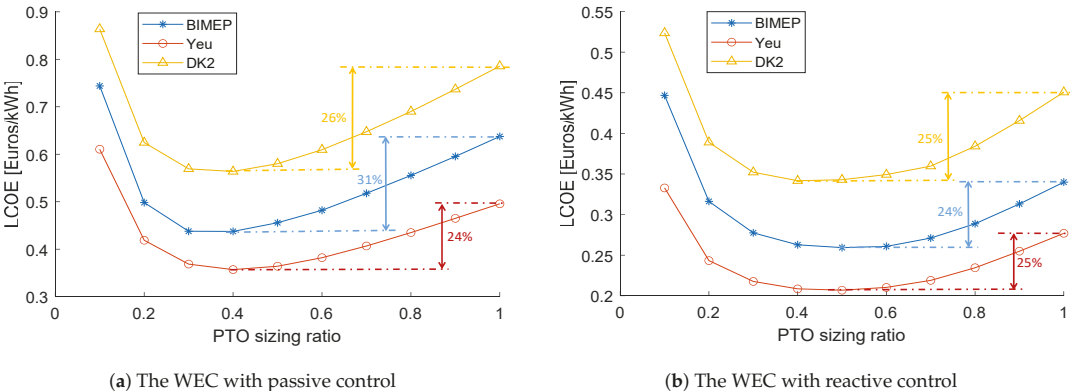 0.9
0.8
0.7
0.6
0.5
0.4
0.3
LCOE [Euros/kWh]
BIMEP
Yeu
DK2
26%
31%
24%
0 0.2 0.4 0.6 0.8 1
PTO sizing ratio
(a) The WEC with passive control
0.55
0.5
0.45
0.4
0.35
0.3
0.25
0.2
LCOE [Euros/kWh]
BIMEP
Yeu
DK2
25%
24%
25%
0 0.2 0.4 0.6 0.8 1
PTO sizing ratio
(b) The WEC with reactive control